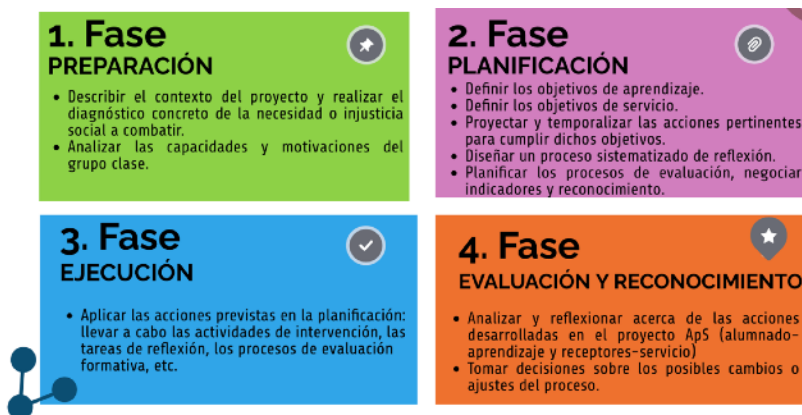 1. Fase
PREPARACIÓN
• Describir el contexto del proyecto y realizar el
diagnóstico concreto de la necesidad o injusticia
social a combatir.
• Analizar las capacidades y motivaciones del
grupo clase.
2. Fase
PLANIFICACIÓN
• Definir los objetivos de aprendizaje.
• Definir los objetivos de servicio.
• Proyectar y temporalizar las acciones pertinentes
para cumplir dichos objetivos.
• Diseñar un proceso sistematizado de reflexión.
• Planificar los procesos de evaluación, negociar
indicadores y reconocimiento.
3. Fase
EJECUCIÓN
• Aplicar las acciones previstas en la planificación:
llevar a cabo las actividades de intervención, las
tareas de reflexión, los procesos de evaluación
formativa, etc.
4. Fase
EVALUACIÓN Y RECONOCIMIENTO
• Analizar y reflexionar acerca de las acciones
desarrolladas en el proyecto ApS (alumnado-
aprendizaje y receptores-servicio)
• Tomar decisiones sobre los posibles cambios o
ajustes del proceso.